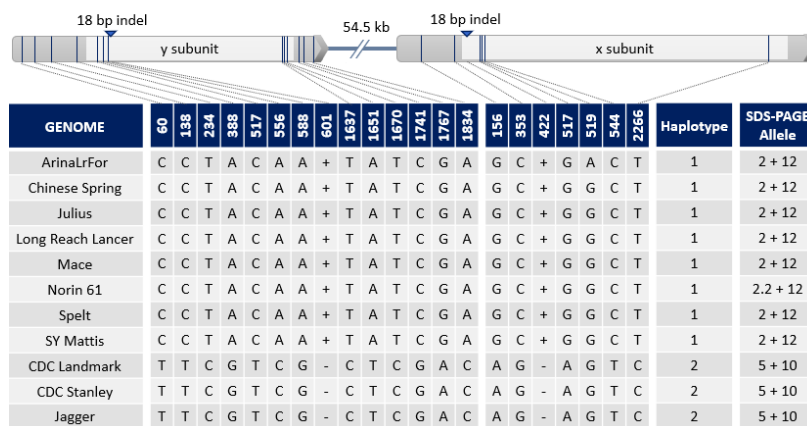 18 bp indel 54.5 kb 18 bp indel
y subunit x subunit
GENOME 60 138 234 388 517 556 588 601 1637 1631 1670 1741 1767 1834 156 353 422 517 519 544 2266 Haplotype SDS-PAGE Allele
ArinaLrFor C C T A C A A + T A T C G A G C + G A C T 1 2 + 12
Chinese Spring C C T A C A A + T A T C G A G C + G G C T 1 2 + 12
Julius C C T A C A A + T A T C G A G C + G G C T 1 2 + 12
Long Reach Lancer C C T A C A A + T A T C G A G C + G G C T 1 2 + 12
Mace C C T A C A A + T A T C G A G C + G G C T 1 2 + 12
Norin 61 C C T A C A A + T A T C G A G C + G G C T 1 2.2 + 12
Spelt C C T A C A A + T A T C G A G C + G G C T 1 2 + 12
SY Mattis C C T A C A A + T A T C G A G C + G G C T 1 2 + 12
CDC Landmark T T C G T C G - C T C G A C A G - A G T C 2 5 + 10
CDC Stanley T T C G T C G - C T C G A C A G - A G T C 2 5 + 10
Jagger T T C G T C G - C T C G A C A G - A G T C 2 5 + 10